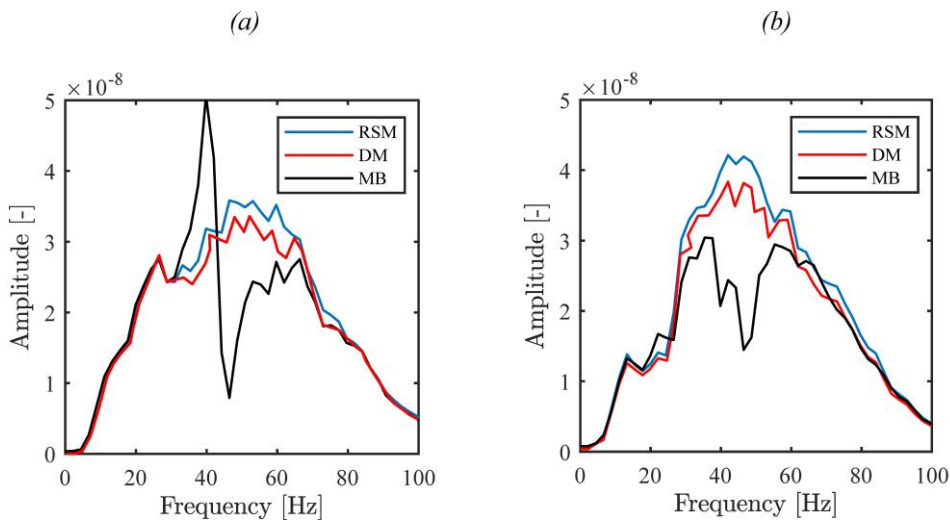 (a)
(b)
×10⁻⁸
5
4
3
2
1
0
Amplitude [-]
RSM
DM
MB
0 20 40 60 80 100
Frequency [Hz]
×10⁻⁸
5
4
3
2
1
0
Amplitude [-]
RSM
DM
MB
0 20 40 60 80 100
Frequency [Hz]